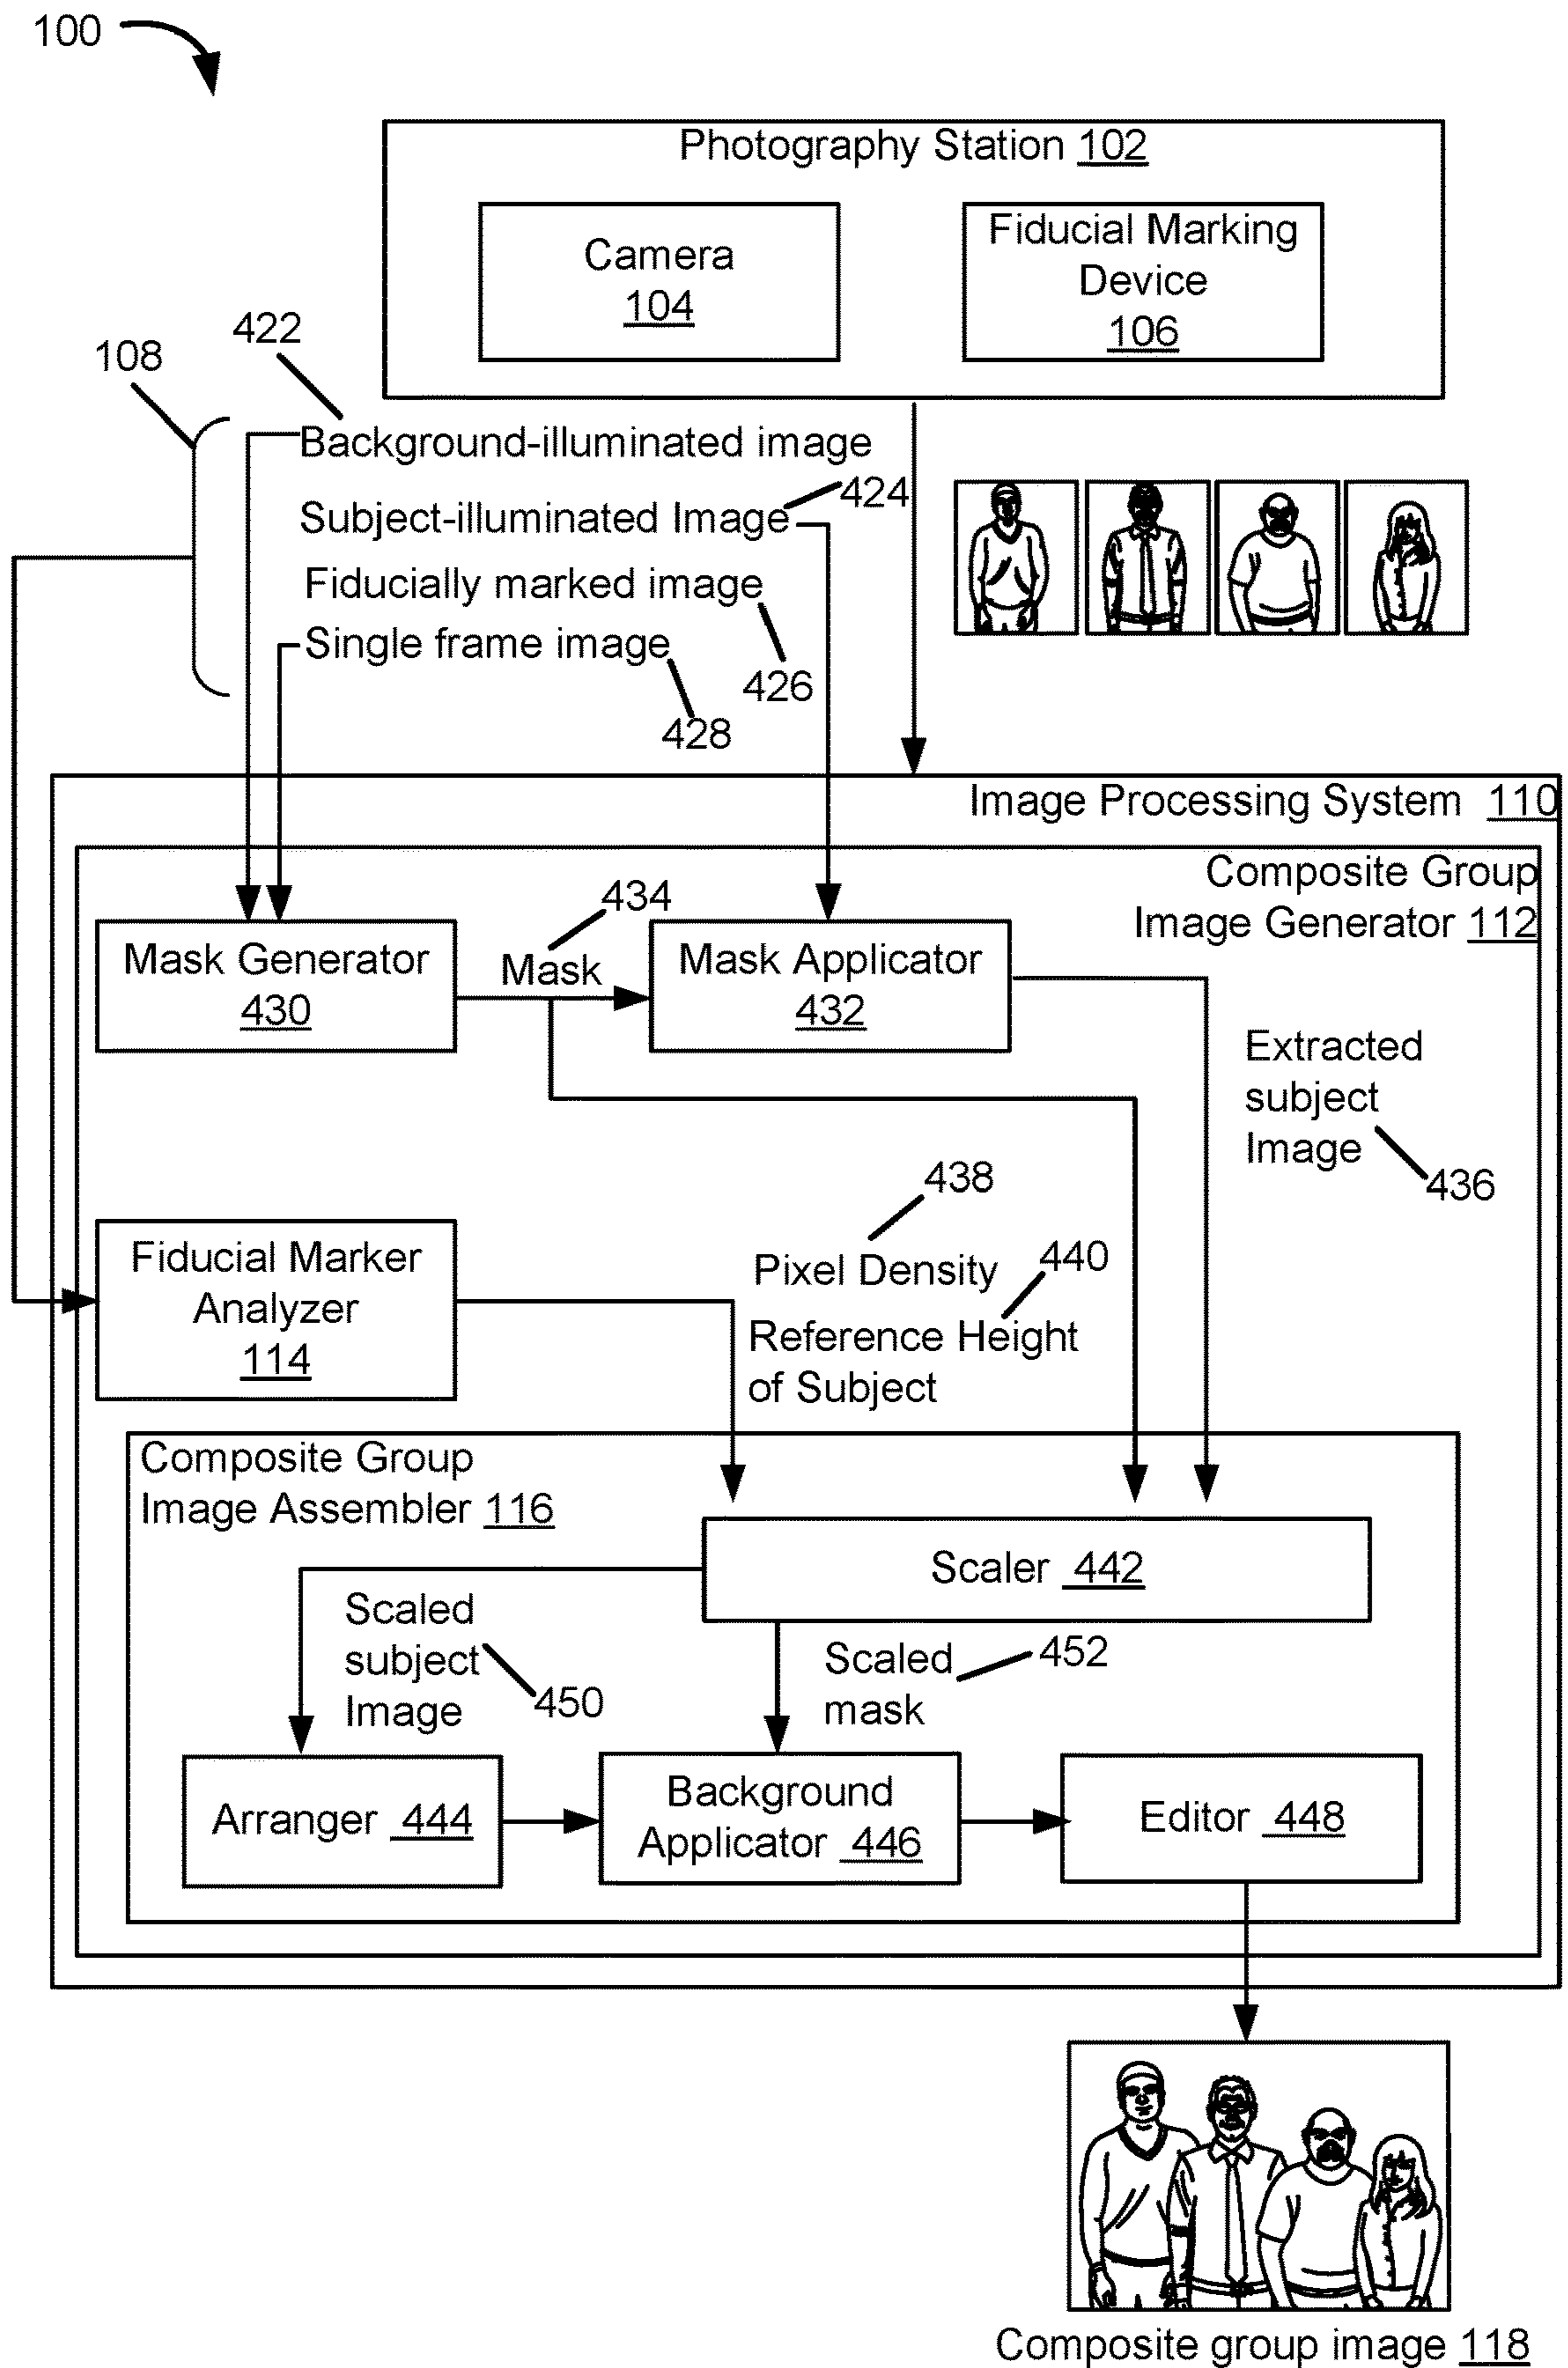 100
Photography Station 102
Camera
104
Fiducial Marking
Device
106
422
108
Background-illuminated image
424
Subject-illuminated Image
Fiducially marked image
Single frame image
426
428
Image Processing System 110
Composite Group
Image Generator 112
434
Mask Generator
430
Mask
Mask Applicator
432
Extracted
subject
Image
436
438
Pixel Density
440
Reference Height
of Subject
Fiducial Marker
Analyzer
114
Composite Group
Image Assembler 116
Scaler 442
Scaled
subject
Image
450
Scaled
mask
452
Arranger 444
Background
Applicator 446
Editor 448
Composite group image 118